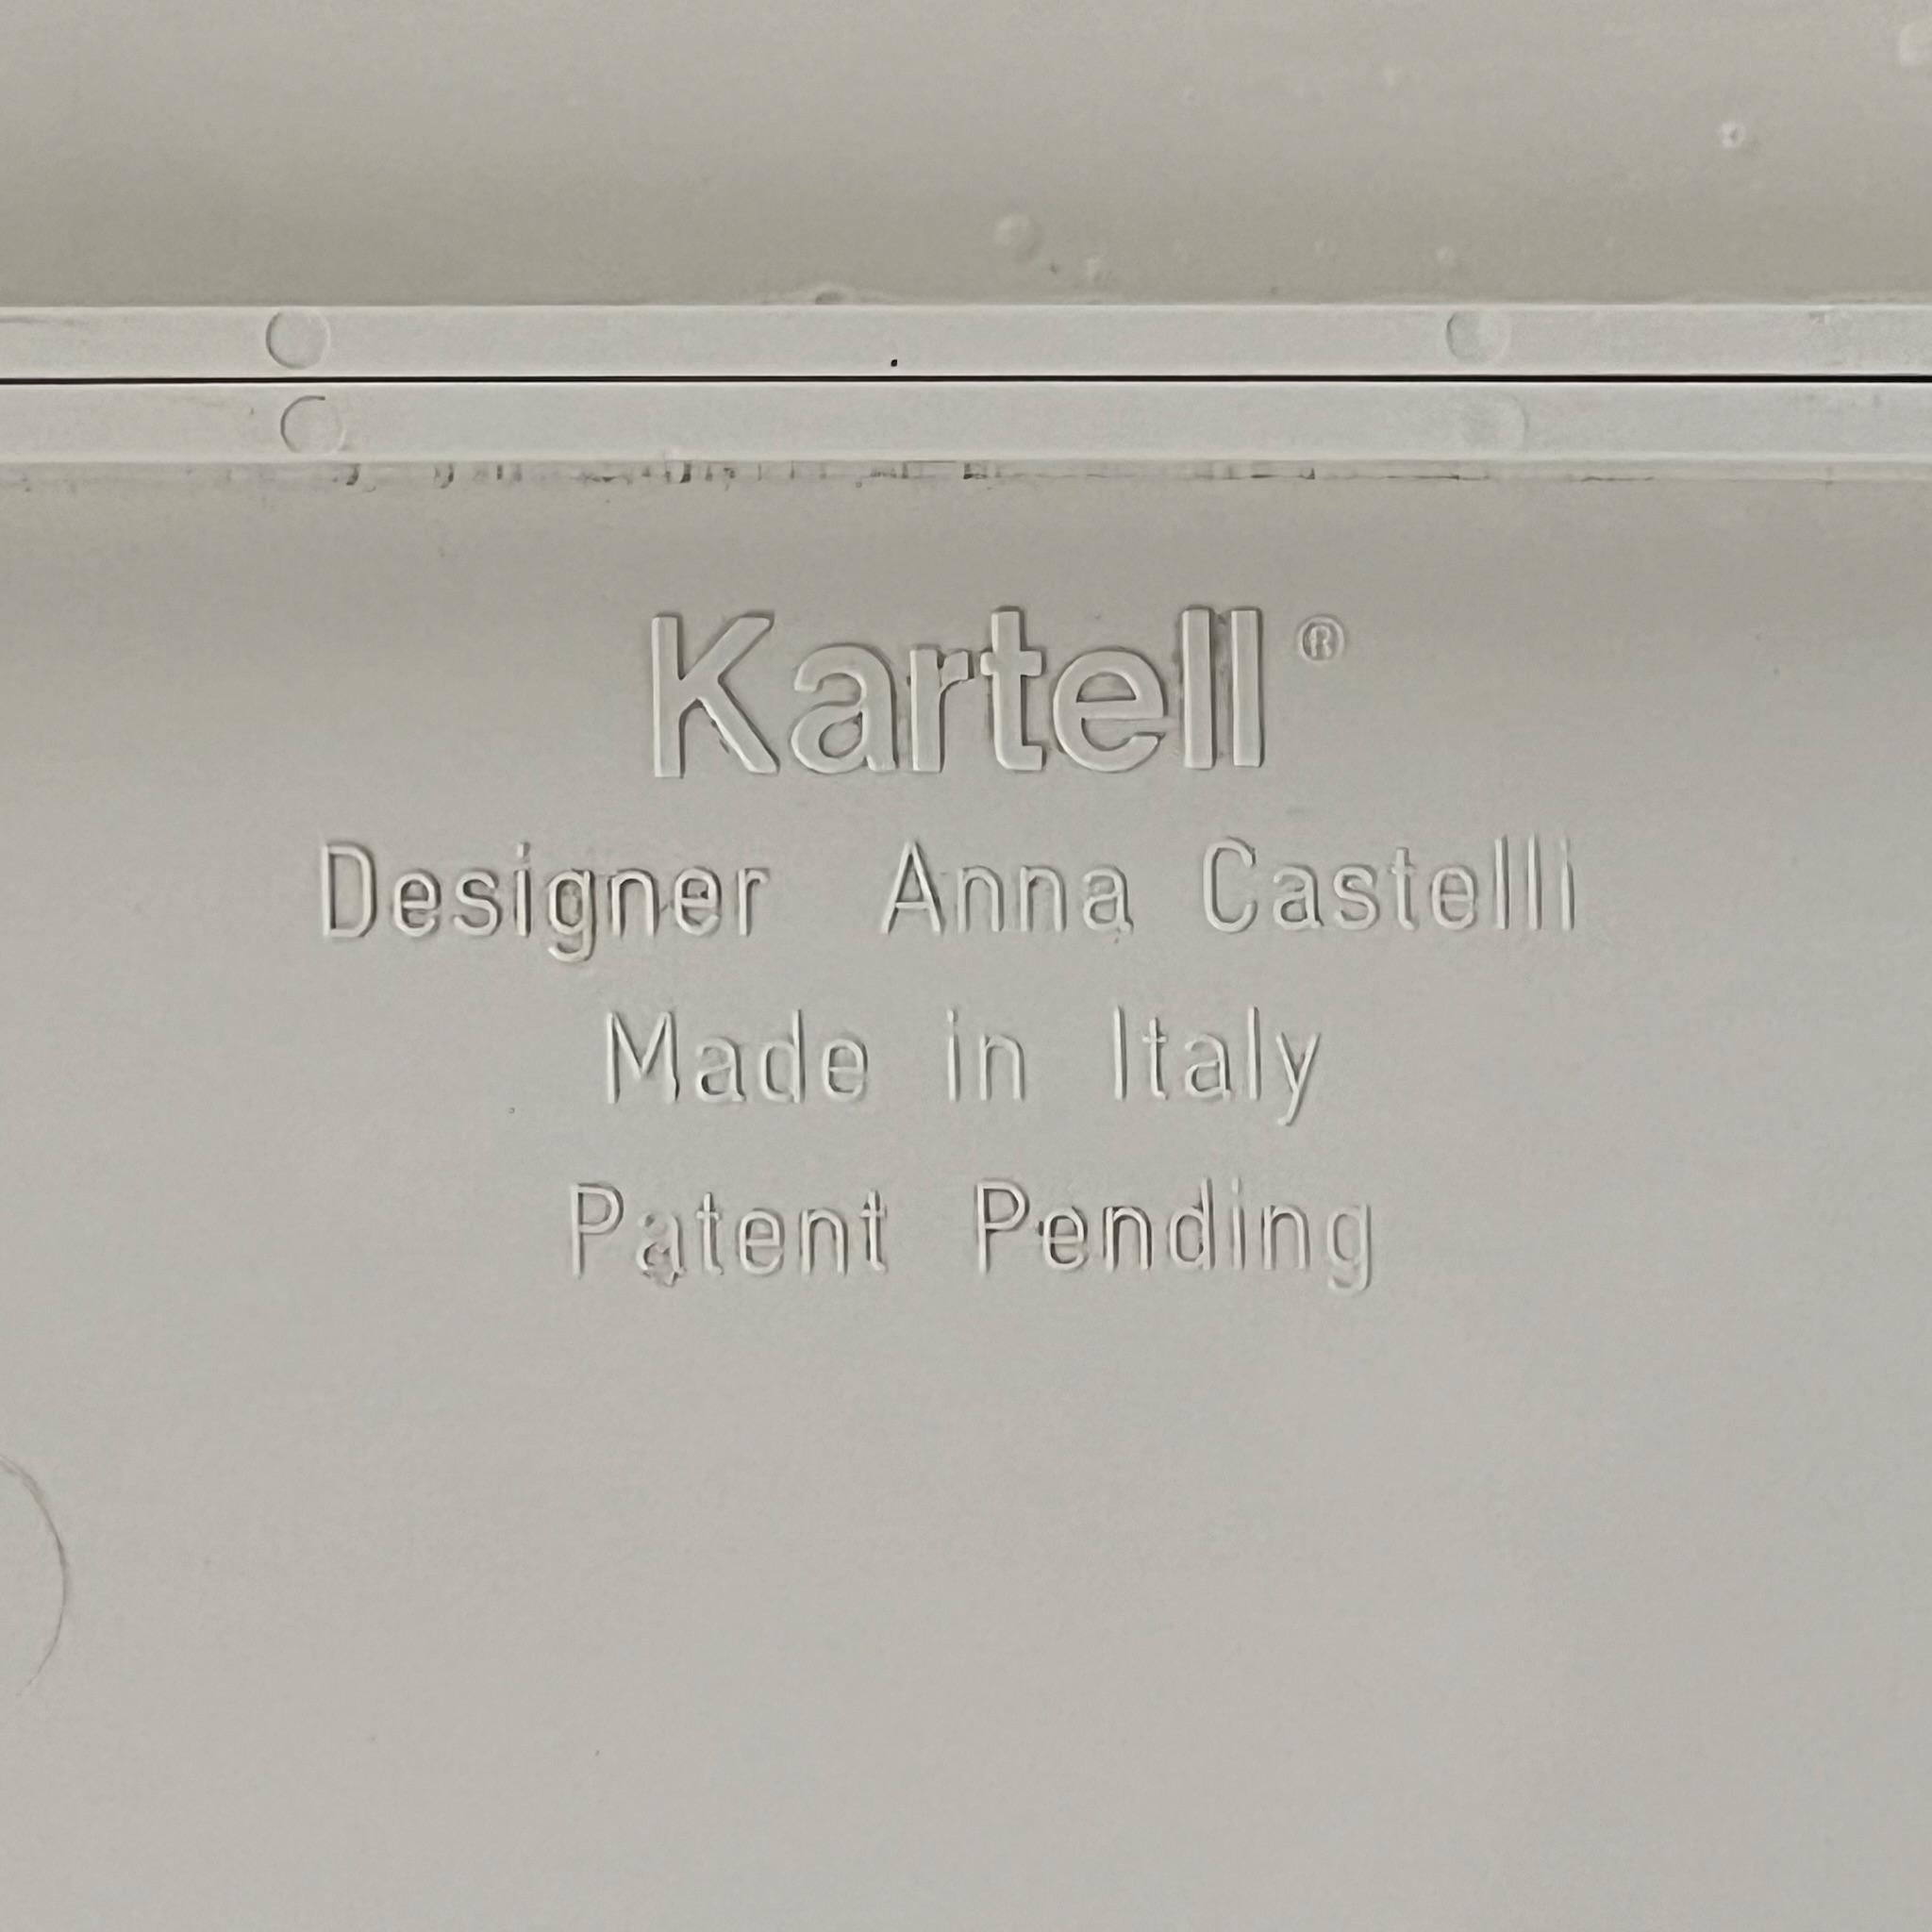 Kartell®
Designer Anna Castelli
Made in Italy
Patent Pending